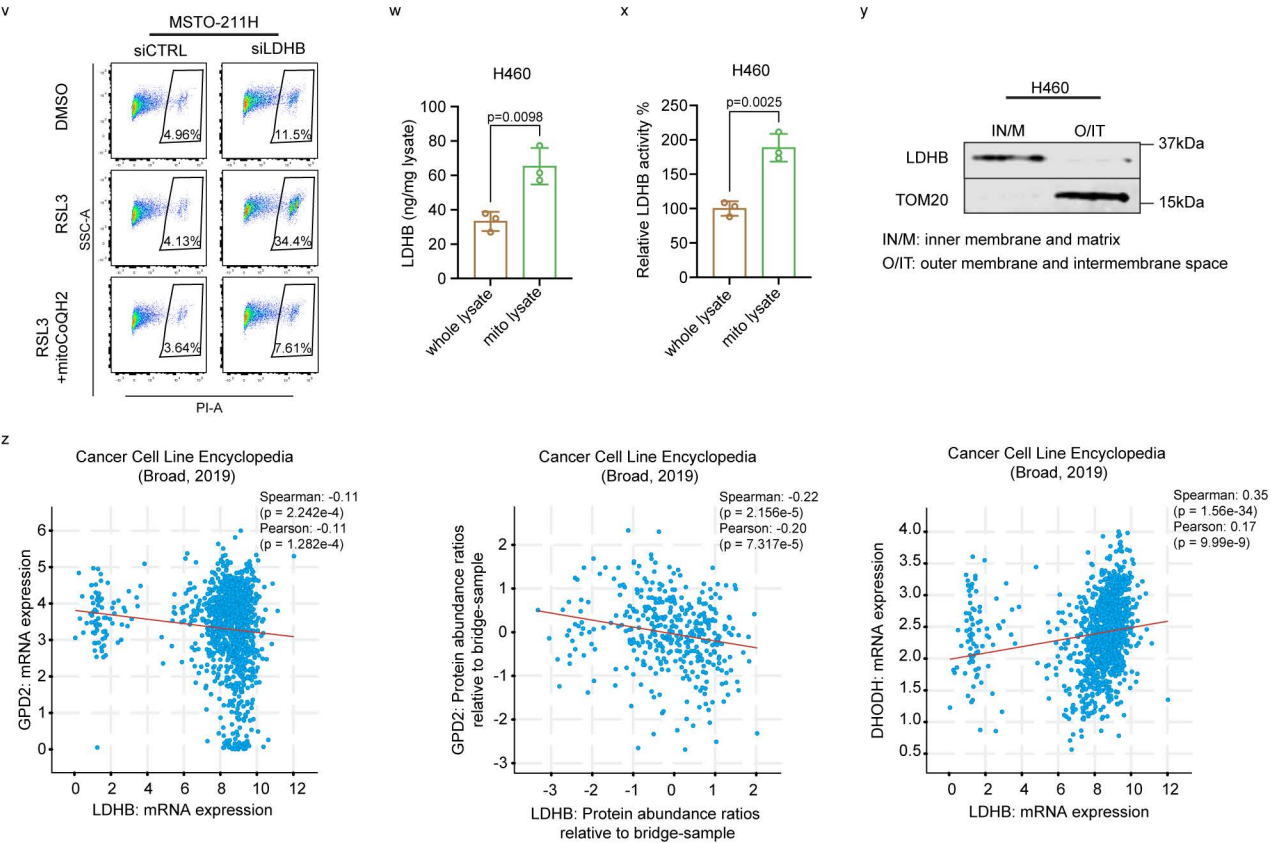 v
MSTO-211H
siCTRL
siLDHB
DMSO
4.96%
11.5%
RSL3
4.13%
34.4%
RSL3
+mitoCoQH2
3.64%
7.61%
SSC-A
PI-A
w
H460
LDHB (ng/mg lysate)
100
80
60
40
20
0
p=0.0098
whole lysate
mito lysate
x
H460
Relative LDHB activity %
250
200
150
100
50
0
p=0.0025
whole lysate
mito lysate
y
H460
IN/M
O/IT
LDHB
37kDa
TOM20
15kDa
IN/M: inner membrane and matrix
O/IT: outer membrane and intermembrane space
z
Cancer Cell Line Encyclopedia
(Broad, 2019)
Spearman: -0.11
(p = 2.242e-4)
Pearson: -0.11
(p = 1.282e-4)
GPD2: mRNA expression
6
5
4
3
2
1
0
0 2 4 6 8 10 12
LDHB: mRNA expression
Cancer Cell Line Encyclopedia
(Broad, 2019)
Spearman: -0.22
(p = 2.156e-5)
Pearson: -0.20
(p = 7.317e-5)
GPD2: Protein abundance ratios
relative to bridge-sample
2
1
0
-1
-2
-3
-3 -2 -1 0 1 2
LDHB: Protein abundance ratios
relative to bridge-sample
Cancer Cell Line Encyclopedia
(Broad, 2019)
Spearman: 0.35
(p = 1.56e-34)
Pearson: 0.17
(p = 9.99e-9)
DHODH: mRNA expression
4.0
3.5
3.0
2.5
2.0
1.5
1.0
0.5
0 2 4 6 8 10 12
LDHB: mRNA expression